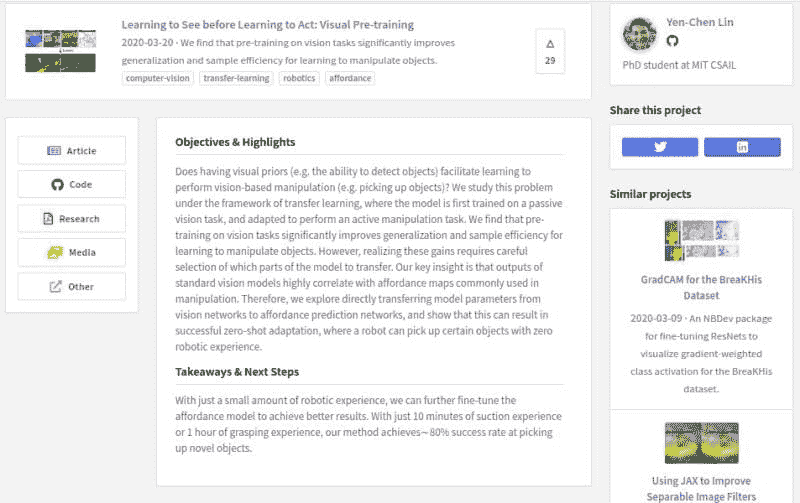 Learning to See before Learning to Act: Visual Pre-training
2020-03-20 · We find that pre-training on vision tasks significantly improves
generalization and sample efficiency for learning to manipulate objects.
computer-vision
transfer-learning
robotics
affordance
29
Yen-Chen Lin
PhD student at MIT CSAIL
Share this project
in
Article
Code
Research
Media
Other
Objectives & Highlights
Does having visual priors (e.g. the ability to detect objects) facilitate learning to
perform vision-based manipulation (e.g. picking up objects)? We study this problem
under the framework of transfer learning, where the model is first trained on a passive
vision task, and adapted to perform an active manipulation task. We find that pre-
training on vision tasks significantly improves generalization and sample efficiency for
learning to manipulate objects. However, realizing these gains requires careful
selection of which parts of the model to transfer. Our key insight is that outputs of
standard vision models highly correlate with affordance maps commonly used in
manipulation. Therefore, we explore directly transferring model parameters from
vision networks to affordance prediction networks, and show that this can result in
successful zero-shot adaptation, where a robot can pick up certain objects with zero
robotic experience.
Takeaways & Next Steps
With just a small amount of robotic experience, we can further fine-tune the
affordance model to achieve better results. With just 10 minutes of suction experience
or 1 hour of grasping experience, our method achieves~ 80% success rate at picking
up novel objects.
Similar projects
GradCAM for the BreaKHis
Dataset
2020-03-09 · An NBDev package
for fine-tuning ResNets to
visualize gradient-weighted
class activation for the BreaKHis
dataset.
Using JAX to Improve
Separable Image Filters